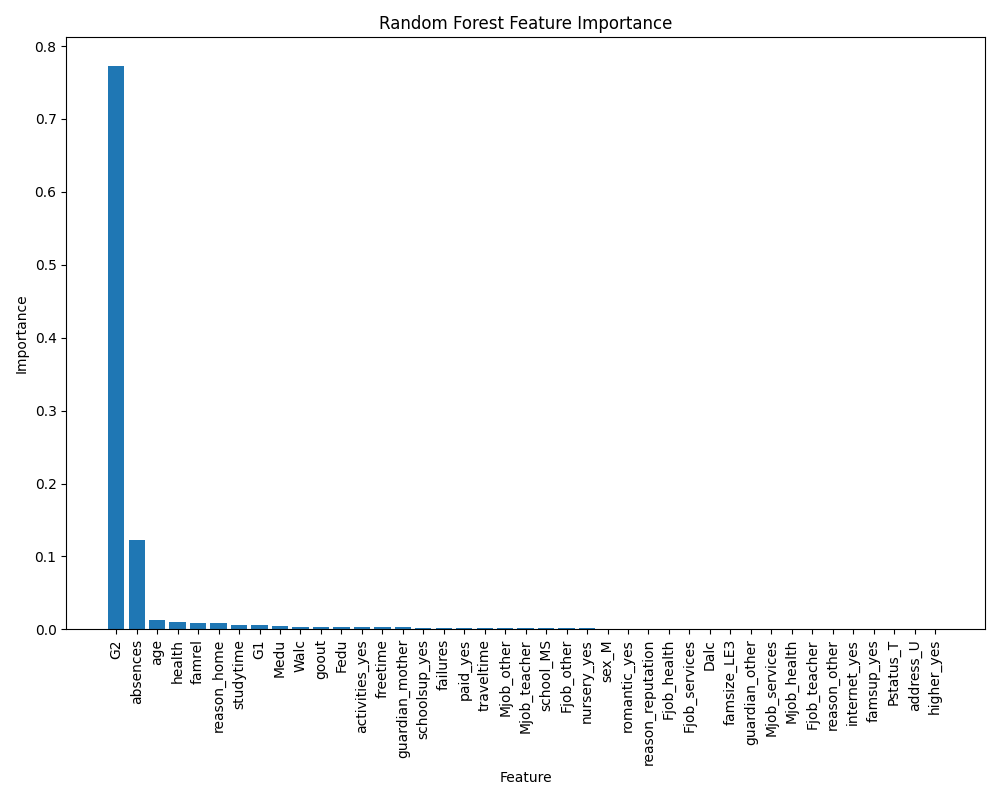 Random Forest Feature Importance
0.8
0.7
0.6
0.5
0.4
0.3
0.2
0.1
0.0
Importance
G2
absences
age
health
famrel
reason_home
studytime
G1
Medu
Walc
goout
Fedu
activities_yes
freetime
guardian_mother
schoolsup_yes
failures
paid_yes
traveltime
Mjob_other
Mjob_teacher
school_MS
Fjob_other
nursery_yes
sex_M
romantic_yes
reason_reputation
Fjob_health
Fjob_services
Dalc
famsize_LE3
guardian_other
Mjob_services
Mjob_health
Fjob_teacher
reason_other
internet_yes
famsup_yes
Pstatus_T
address_U
higher_yes
Feature